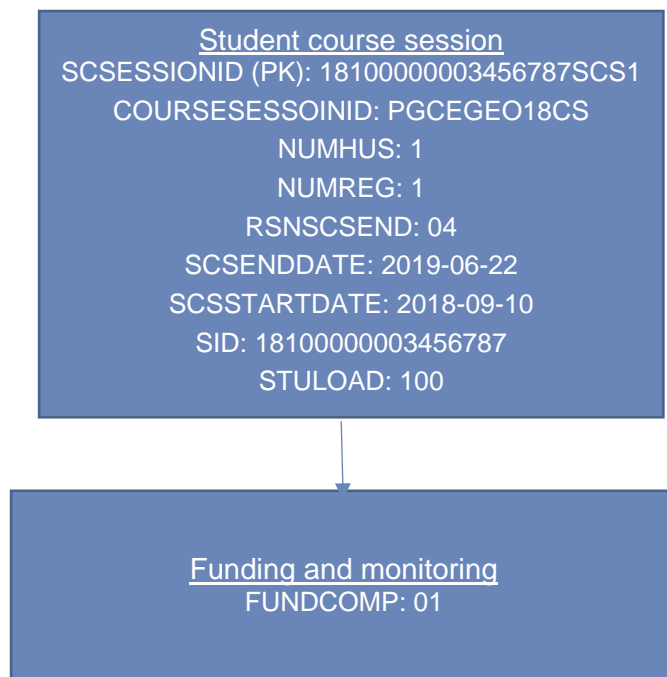 Student course session
SCSESSIONID (PK): 18100000003456787SCS1
COURSESESSOINID: PGCEGEO18CS
NUMHUS: 1
NUMREG: 1
RSNSCSEND: 04
SCSENDDATE: 2019-06-22
SCSSTARTDATE: 2018-09-10
SID: 18100000003456787
STULOAD: 100
Funding and monitoring
FUNDCOMP: 01